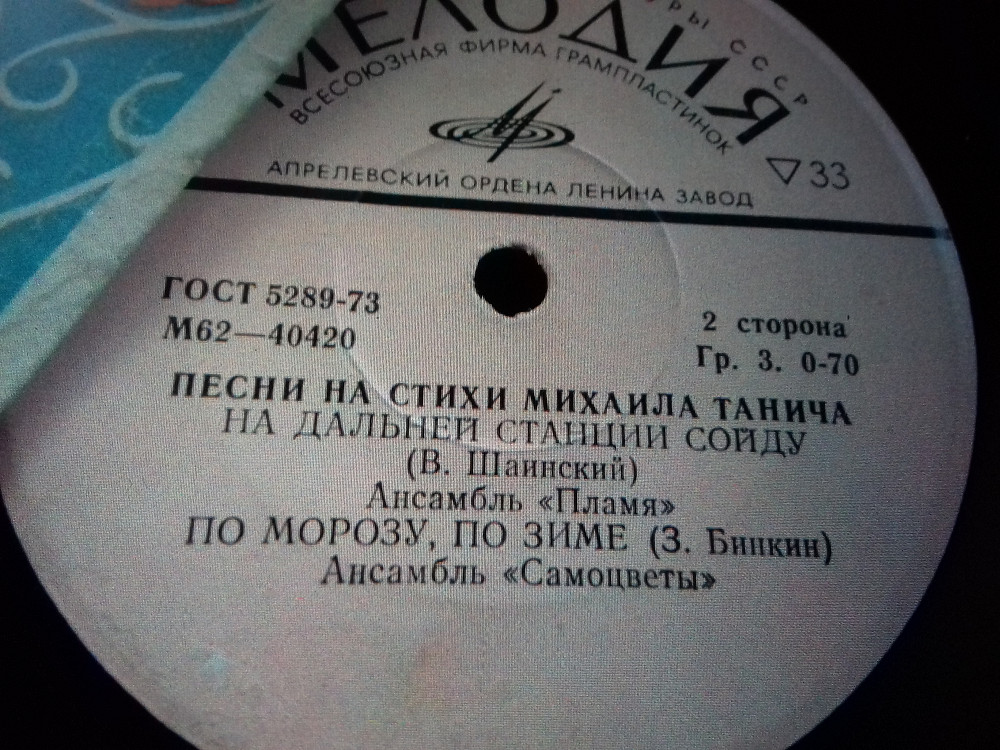 МЕЛОДИЯ
ВСЕСОЮЗНАЯ ФИРМА ГРАМПЛАСТИНОК
СССР
АПРЕЛЕВСКИЙ ОРДЕНА ЛЕНИНА ЗАВОД
33
ГОСТ 5289-73
М62—40420
2 сторона
Гр. 3. 0-70
ПЕСНИ НА СТИХИ МИХАИЛА ТАНИЧА
НА ДАЛЬНЕЙ СТАНЦИИ СОЙДУ
(В. Шаинский)
Ансамбль «Пламя»
ПО МОРОЗУ, ПО ЗИМЕ (З. Бинкин)
Ансамбль «Самоцветы»